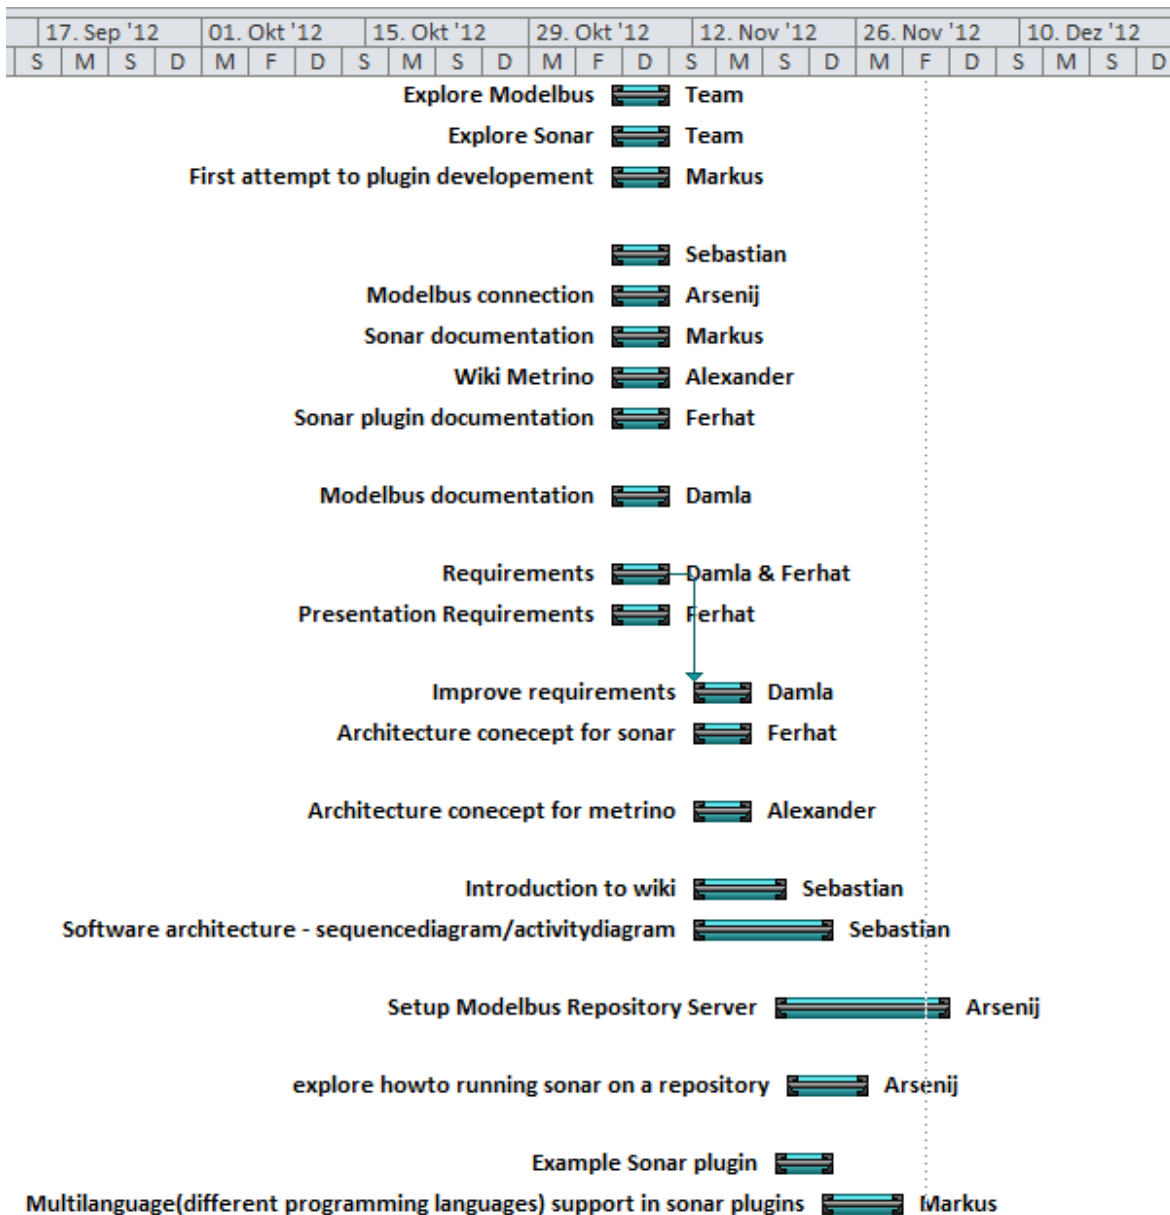 17. Sep '12 01. Okt '12 15. Okt '12 29. Okt '12 12. Nov '12 26. Nov '12 10. Dez '12
S M S D M F D S M S D M F D S M S D M F D S M S D
Explore Modelbus Team
Explore Sonar Team
First attempt to plugin developement Markus
Sebastian
Modelbus connection Arsenij
Sonar documentation Markus
Wiki Metrino Alexander
Sonar plugin documentation Ferhat
Modelbus documentation Damla
Requirements Damla & Ferhat
Presentation Requirements Ferhat
Improve requirements Damla
Architecture conecept for sonar Ferhat
Architecture conecept for metrino Alexander
Introduction to wiki Sebastian
Software architecture - sequencediagram/activitydiagram Sebastian
Setup Modelbus Repository Server Arsenij
explore howto running sonar on a repository Arsenij
Example Sonar plugin
Multilanguage(different programming languages) support in sonar plugins Markus